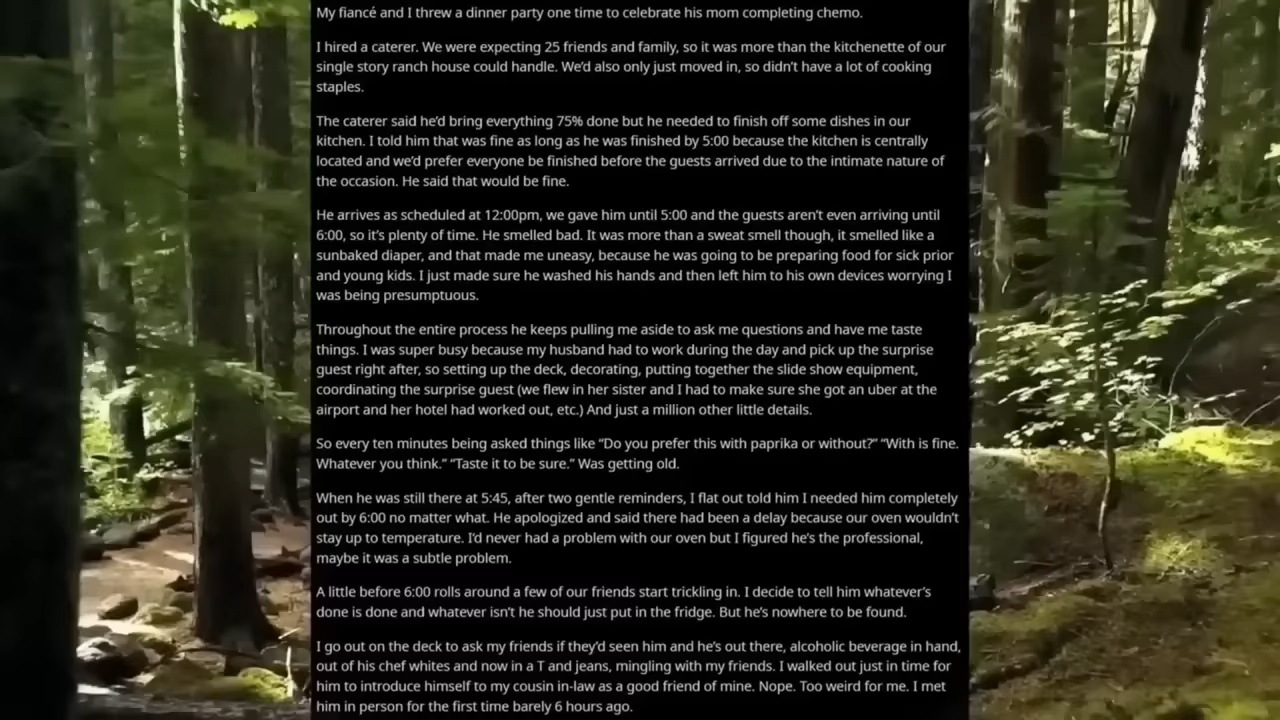 My fiancé and I threw a dinner party one time to celebrate his mom completing chemo.
I hired a caterer. We were expecting 25 friends and family, so it was more than the kitchenette of our
single story ranch house could handle. We'd also only just moved in, so didn't have a lot of cooking
staples.
The caterer said he'd bring everything 75% done but he needed to finish off some dishes in our
kitchen. I told him that was fine as long as he was finished by 5:00 because the kitchen is centrally
located and we'd prefer everyone be finished before the guests arrived due to the intimate nature of
the occasion. He said that would be fine.
He arrives as scheduled at 12:00pm, we gave him until 5:00 and the guests aren't even arriving until
6:00, so it's plenty of time. He smelled bad. It was more than a sweat smell though, it smelled like a
sunbaked diaper, and that made me uneasy, because he was going to be preparing food for sick prior
and young kids. I just made sure he washed his hands and then left him to his own devices worrying I
was being presumptuous.
Throughout the entire process he keeps pulling me aside to ask me questions and have me taste
things. I was super busy because my husband had to work during the day and pick up the surprise
guest right after, so setting up the deck, decorating, putting together the slide show equipment,
coordinating the surprise guest (we flew in her sister and I had to make sure she got an uber at the
airport and her hotel had worked out, etc.) And just a million other little details.
So every ten minutes being asked things like "Do you prefer this with paprika or without?" "With is fine.
Whatever you think." "Taste it to be sure." Was getting old.
When he was still there at 5:45, after two gentle reminders, I flat out told him I needed him completely
out by 6:00 no matter what. He apologized and said there had been a delay because our oven wouldn't
stay up to temperature. I'd never had a problem with our oven but I figured he's the professional,
maybe it was a subtle problem.
A little before 6:00 rolls around a few of our friends start trickling in. I decide to tell him whatever's
done is done and whatever isn't he should just put in the fridge. But he's nowhere to be found.
I go out on the deck to ask my friends if they'd seen him and he's out there, alcoholic beverage in hand,
out of his chef whites and now in a T and jeans, mingling with my friends. I walked out just in time for
him to introduce himself to my cousin in-law as a good friend of mine. Nope. Too weird for me. I met
him in person for the first time barely 6 hours ago.